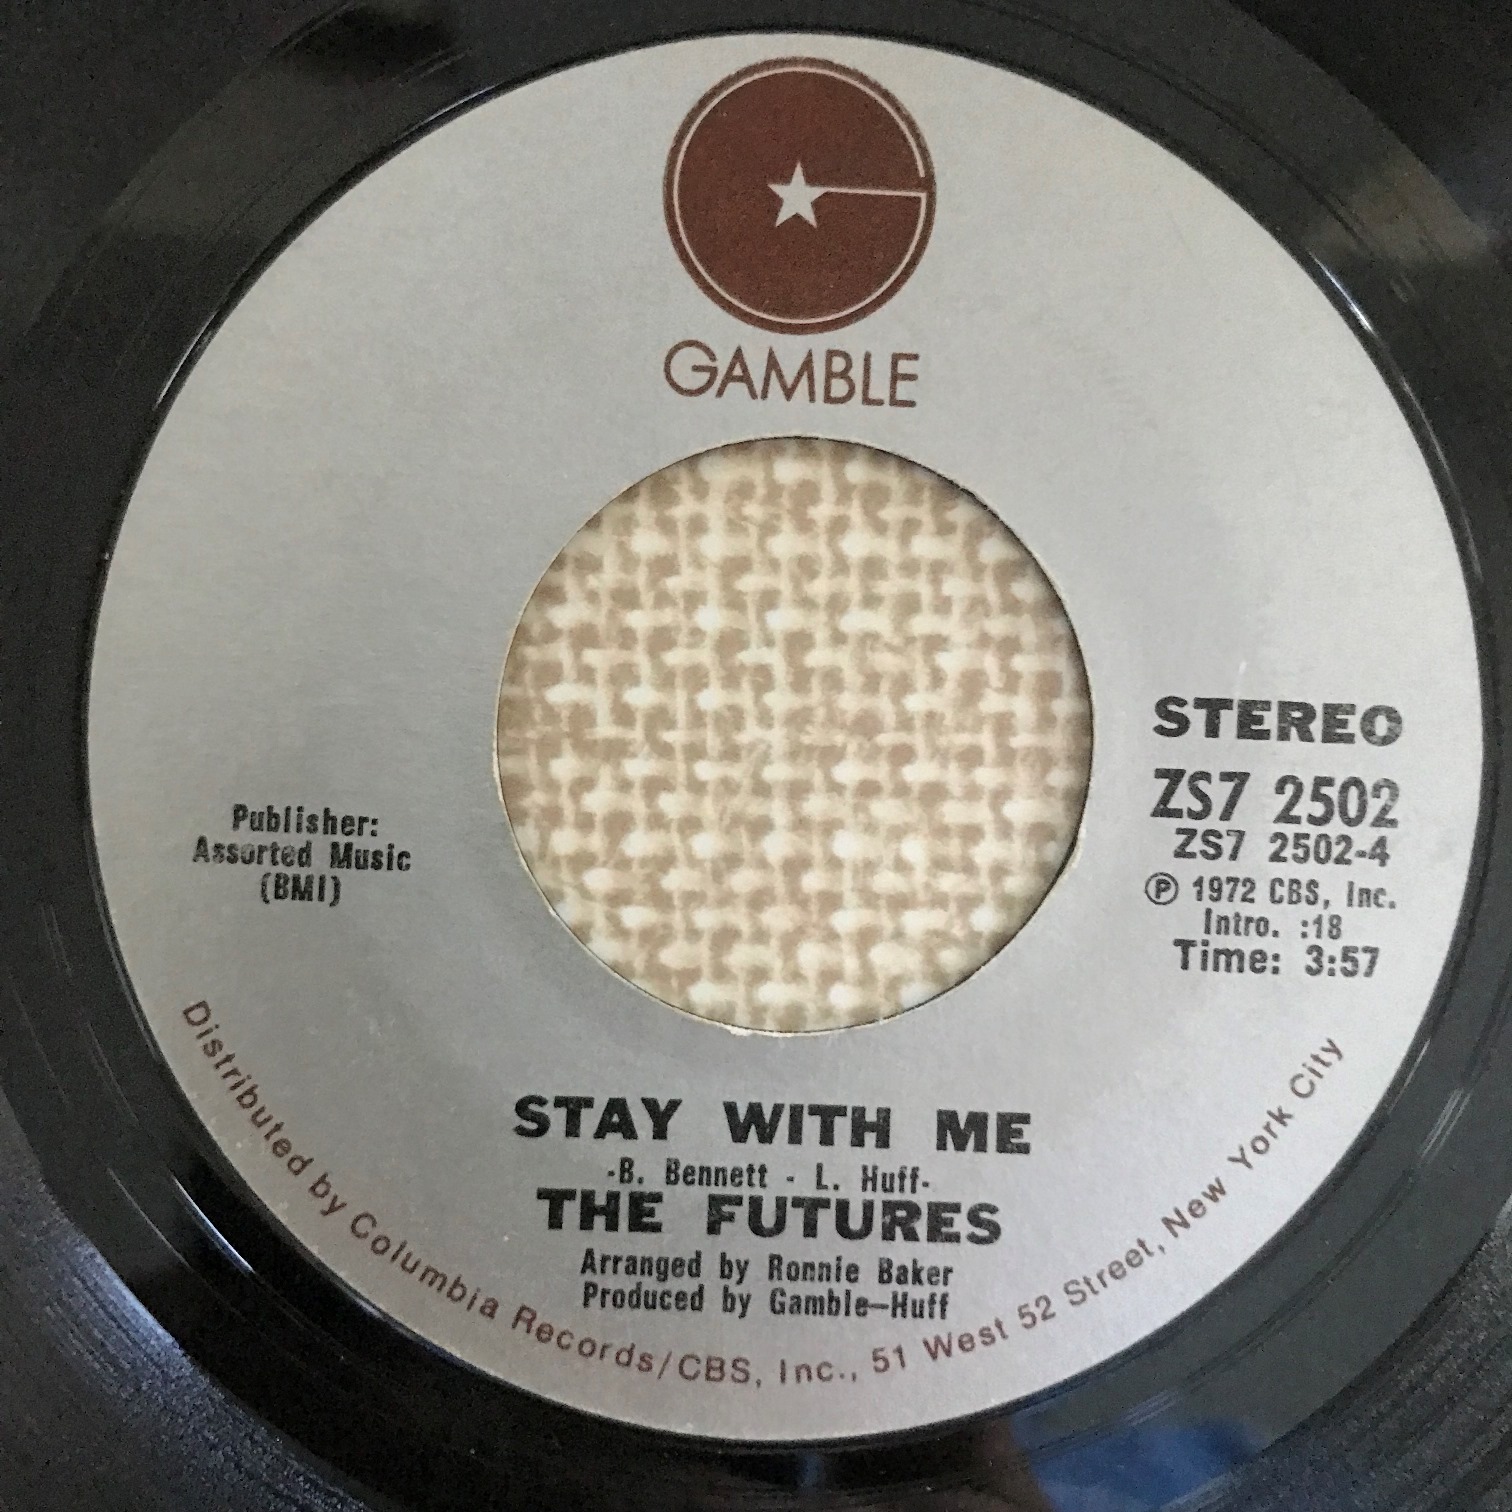 GAMBLE
STEREO
ZS7 2502
ZS7 2502-4
Ⓟ 1972 CBS, Inc.
Intro. :18
Time: 3:57
Publisher:
Assorted Music
(BMI)
STAY WITH ME
-B. Bennett - L. Huff-
THE FUTURES
Arranged by Ronnie Baker
Produced by Gamble-Huff
Distributed by Columbia Records/CBS, Inc., 51 West 52 Street, New York City